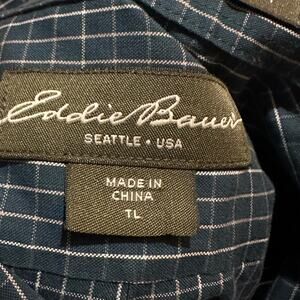 Eddie Bauer
SEATTLE • USA
MADE IN
CHINA
TL